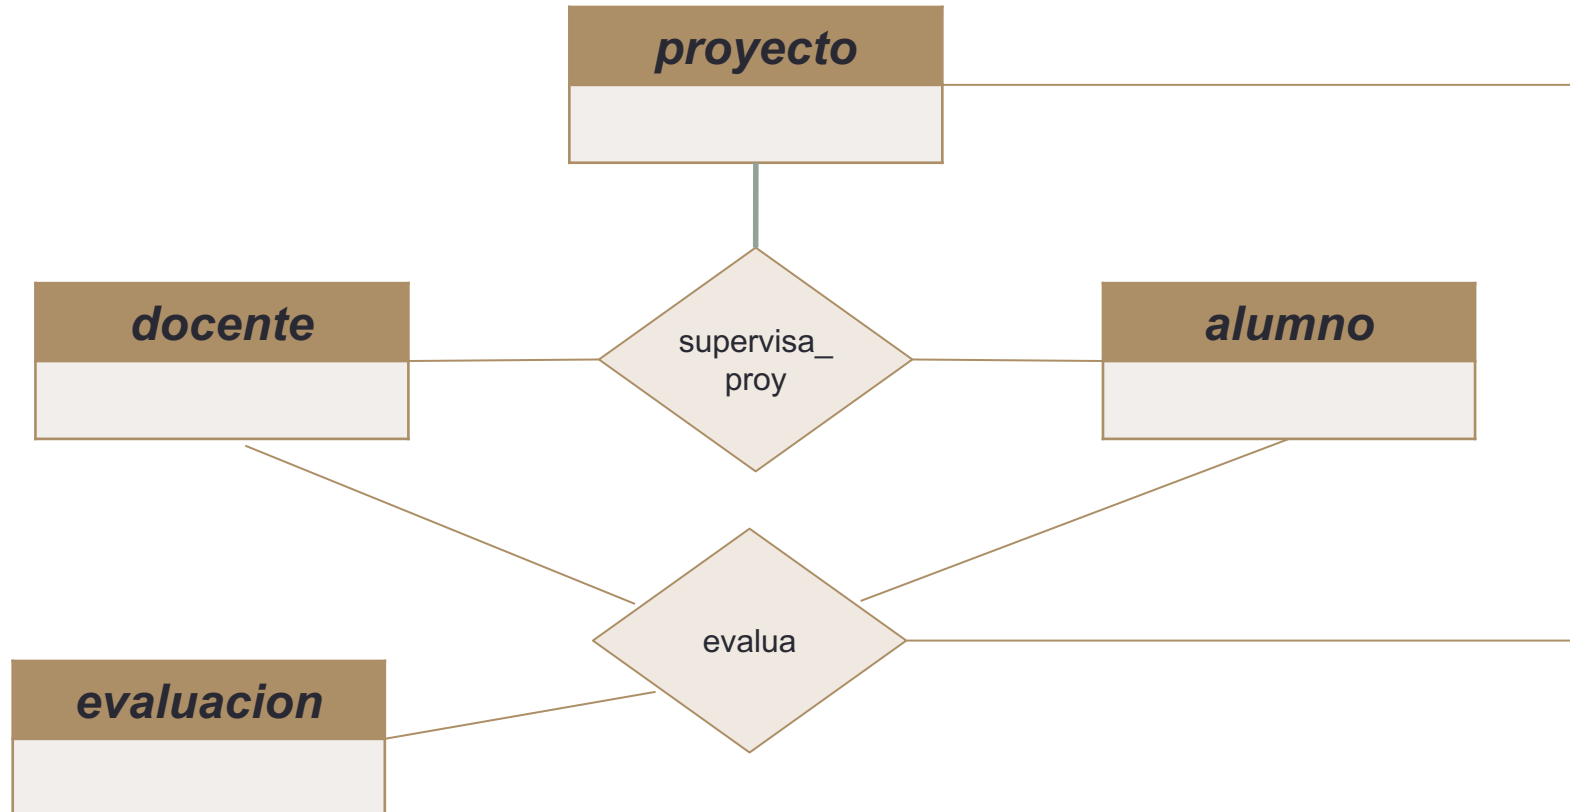 proyecto
docente
supervisa_
proy
alumno
evalua
evaluacion